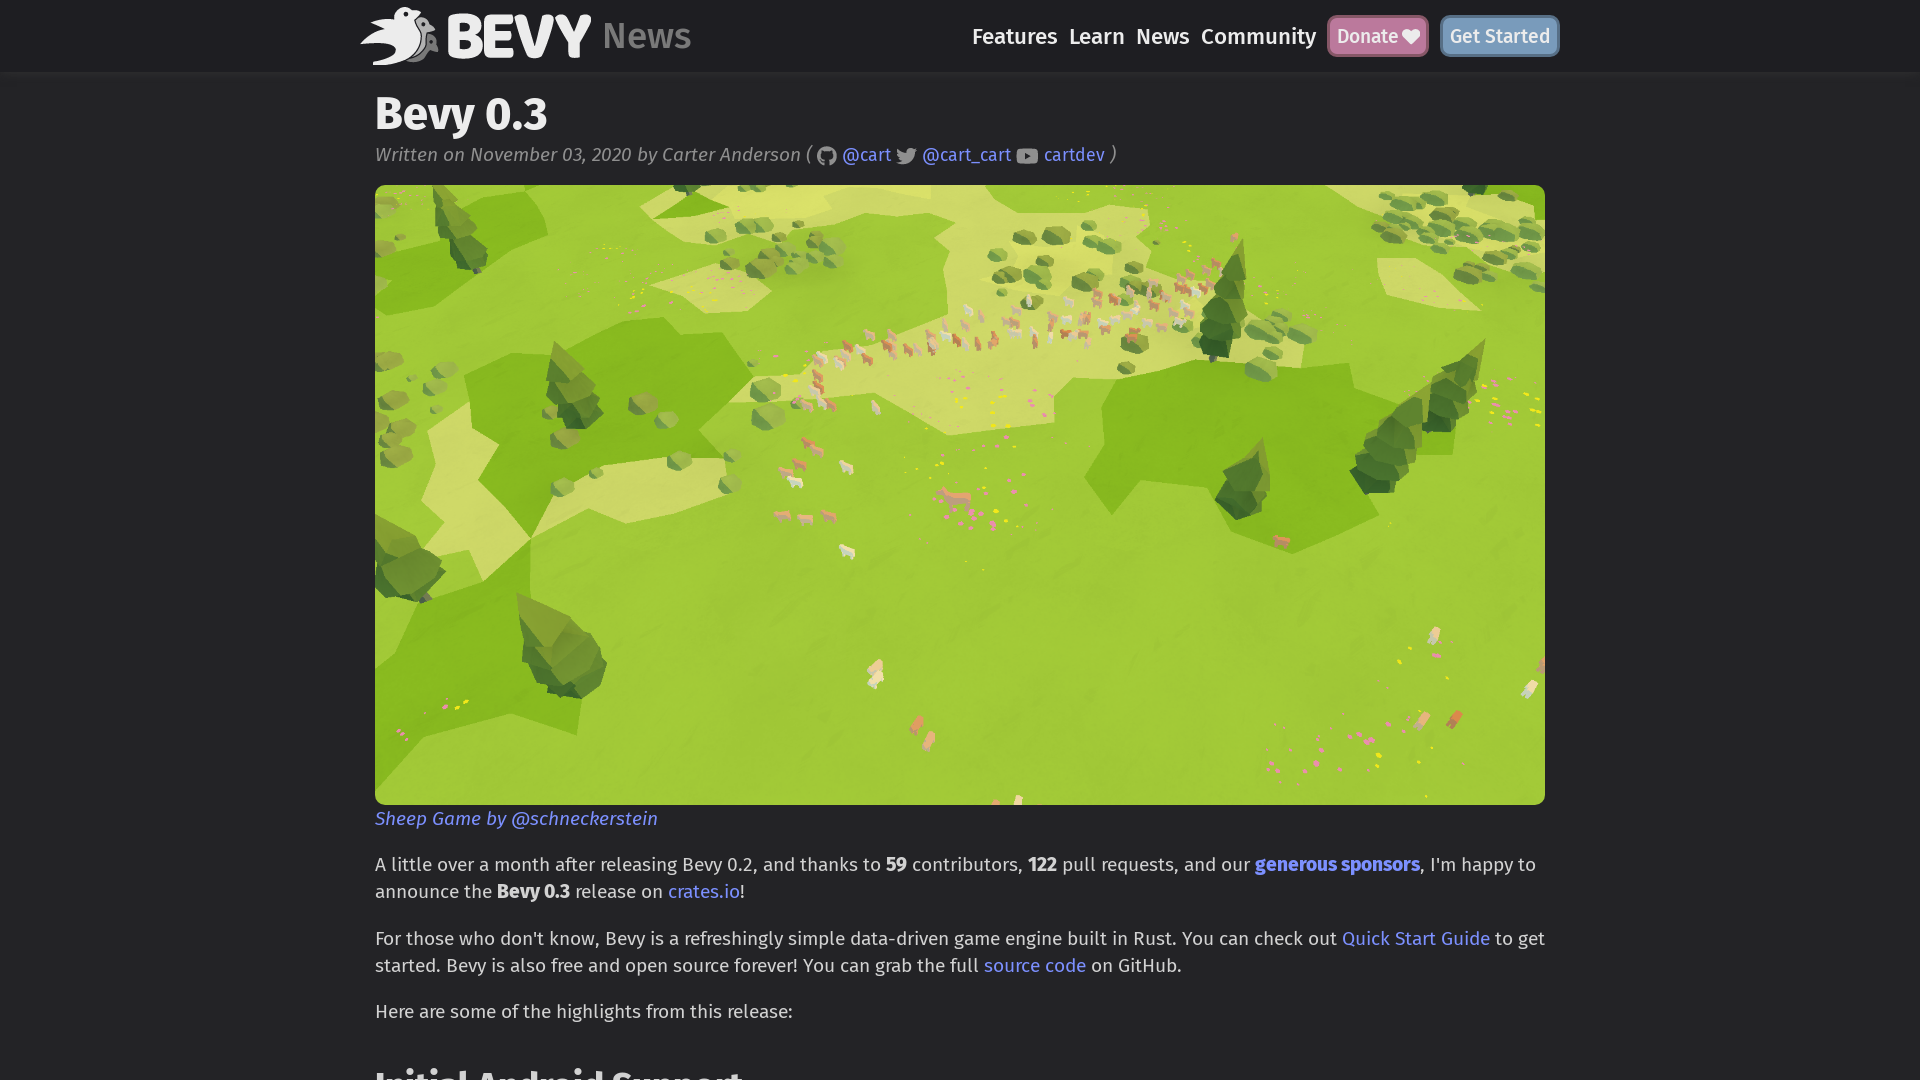 BEVY News
Features Learn News Community Donate Get Started
Bevy 0.3
Written on November 03, 2020 by Carter Anderson ( @cart @cart_cart cartdev )
Sheep Game by @schneckerstein
A little over a month after releasing Bevy 0.2, and thanks to 59 contributors, 122 pull requests, and our generous sponsors, I'm happy to
announce the Bevy 0.3 release on crates.io!
For those who don't know, Bevy is a refreshingly simple data-driven game engine built in Rust. You can check out Quick Start Guide to get
started. Bevy is also free and open source forever! You can grab the full source code on GitHub.
Here are some of the highlights from this release:
Initial Android Support